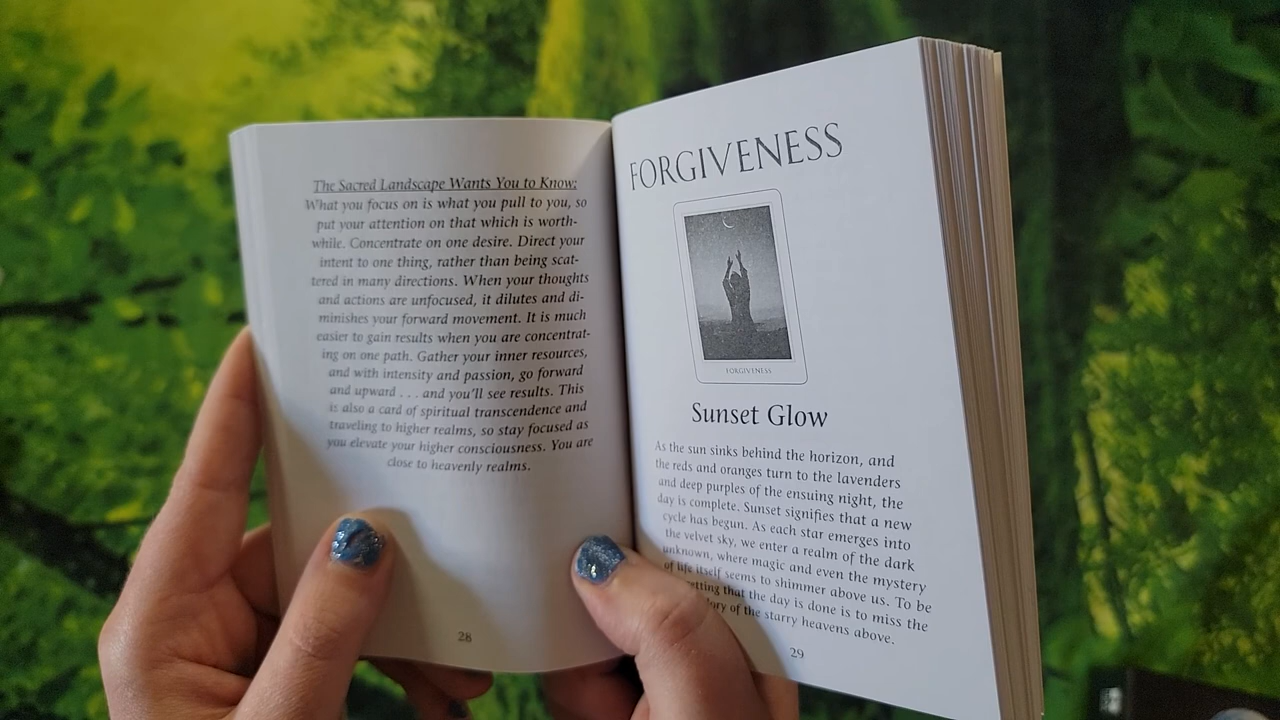 The Sacred Landscape Wants You to Know:
What you focus on is what you pull to you, so
put your attention on that which is worth-
while. Concentrate on one desire. Direct your
intent to one thing, rather than being scat-
tered in many directions. When your thoughts
and actions are unfocused, it dilutes and di-
minishes your forward movement. It is much
easier to gain results when you are concentrat-
ing on one path. Gather your inner resources,
and with intensity and passion, go forward
and upward . . . and you'll see results. This
is also a card of spiritual transcendence and
traveling to higher realms, so stay focused as
you elevate your higher consciousness. You are
close to heavenly realms.
28
FORGIVENESS
FORGIVENESS
Sunset Glow
As the sun sinks behind the horizon, and
the reds and oranges turn to the lavenders
and deep purples of the ensuing night, the
day is complete. Sunset signifies that a new
cycle has begun. As each star emerges into
the velvet sky, we enter a realm of the dark
unknown, where magic and even the mystery
of life itself seems to shimmer above us. To be
that the day is done is to miss the
of the starry heavens above.
29